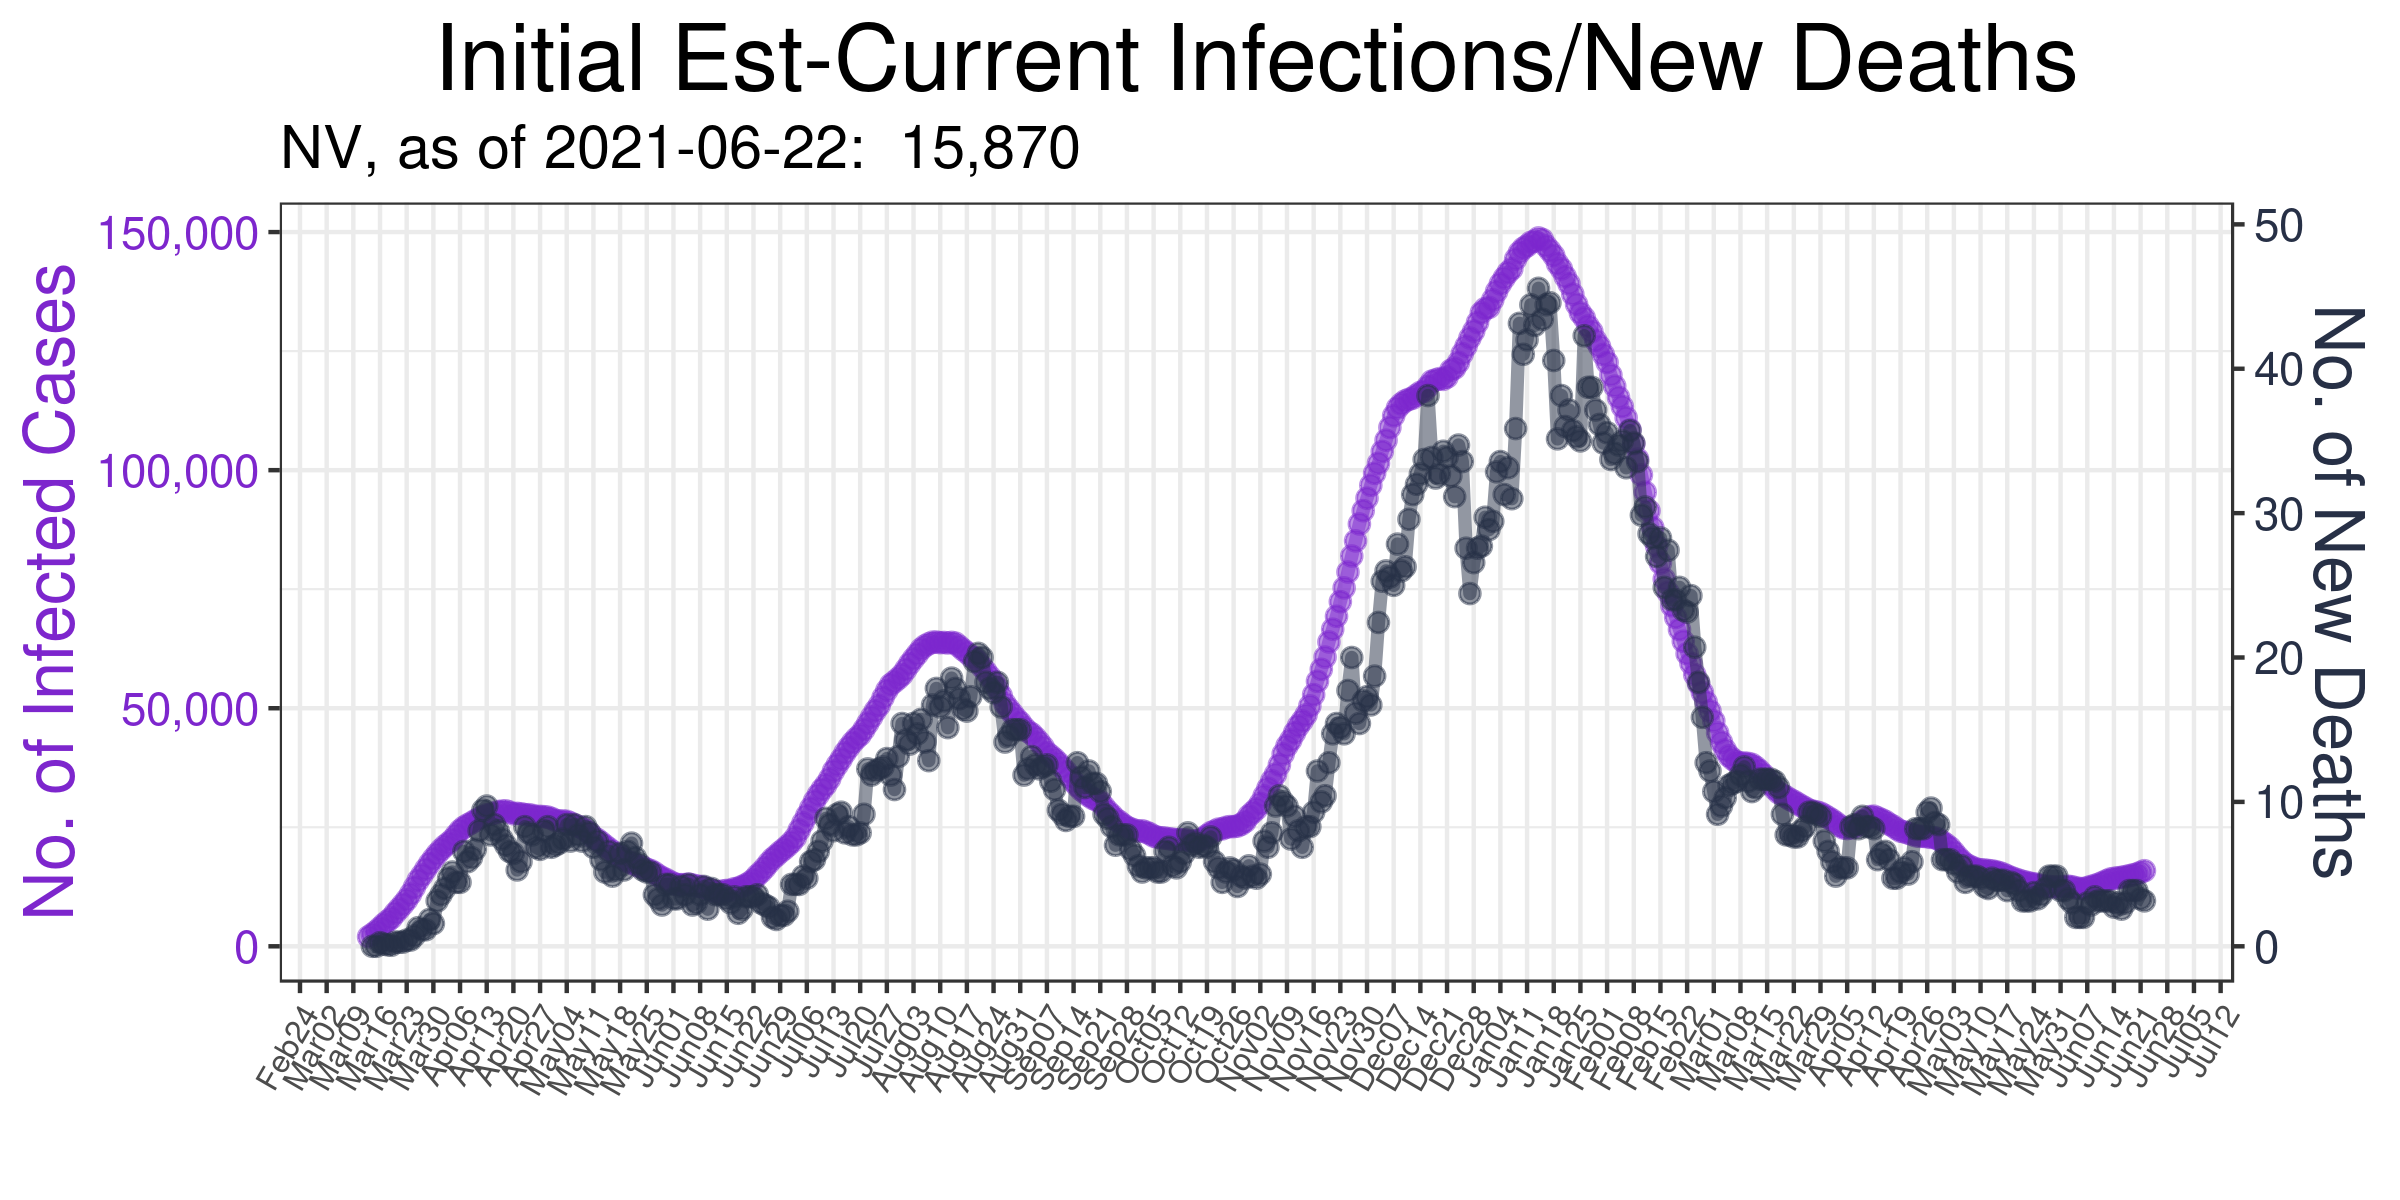 Initial Est-Current Infections/New Deaths
NV, as of 2021-06-22:  15,870
No. of Infected Cases
150,000
100,000
50,000
0
50
40
30
20
10
0
No. of New Deaths
Feb24
Mar02
Mar09
Mar16
Mar23
Mar30
Apr06
Apr13
Apr20
Apr27
May04
May11
May18
May25
Jun01
Jun08
Jun15
Jun22
Jun29
Jul06
Jul13
Jul20
Jul27
Aug03
Aug10
Aug17
Aug24
Aug31
Sep07
Sep14
Sep21
Sep28
Oct05
Oct12
Oct19
Oct26
Nov02
Nov09
Nov16
Nov23
Nov30
Dec07
Dec14
Dec21
Dec28
Jan04
Jan11
Jan18
Jan25
Feb01
Feb08
Feb15
Feb22
Mar01
Mar08
Mar15
Mar22
Mar29
Apr05
Apr12
Apr19
Apr26
May03
May10
May17
May24
May31
Jun07
Jun14
Jun21
Jun28
Jul05
Jul12